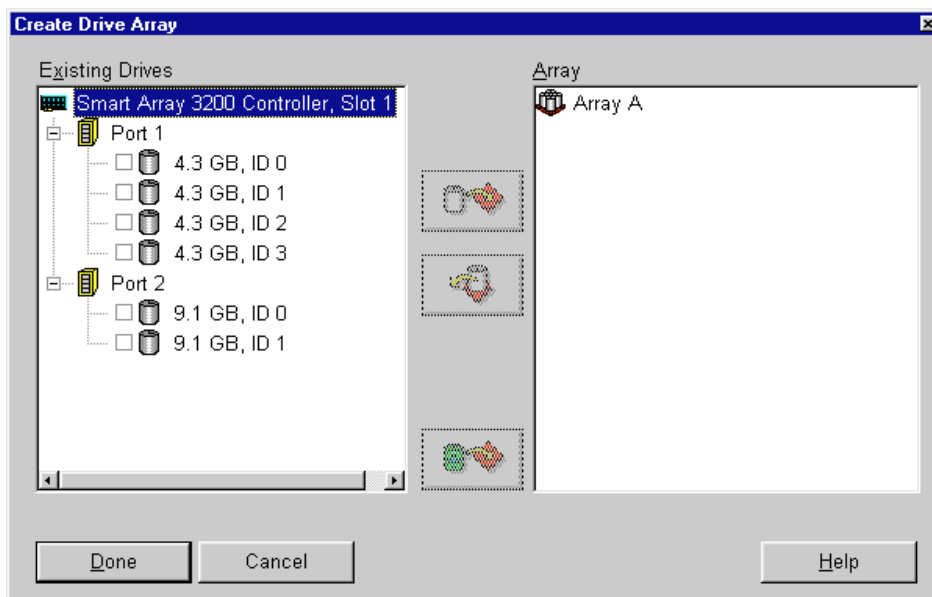 Create Drive Array
Existing Drives
Smart Array 3200 Controller, Slot 1
Port 1
4.3 GB, ID 0
4.3 GB, ID 1
4.3 GB, ID 2
4.3 GB, ID 3
Port 2
9.1 GB, ID 0
9.1 GB, ID 1
Array
Array A
Done
Cancel
Help